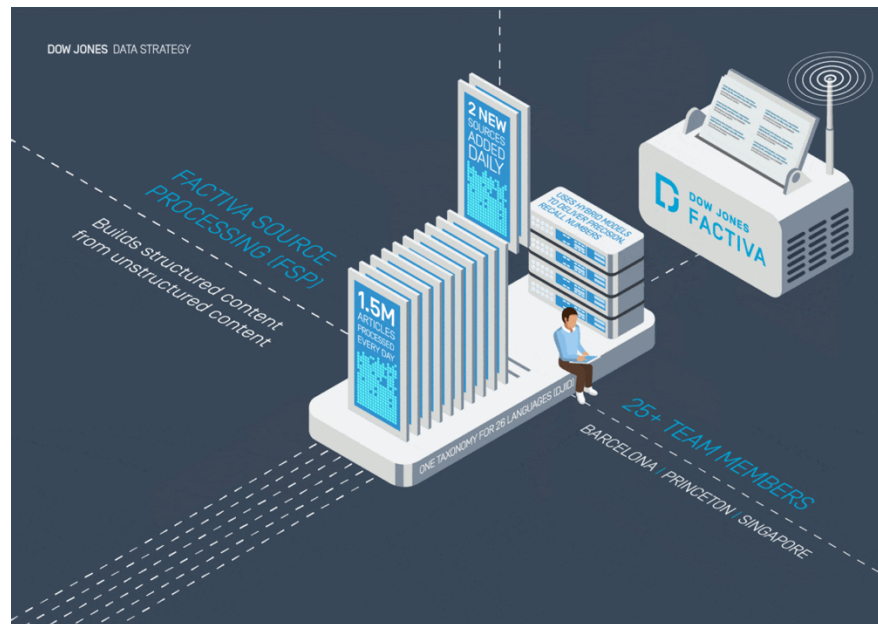 DOW JONES DATA STRATEGY
FACTIVA SOURCE
PROCESSING (FSP)
Builds structured content
from unstructured content
2 NEW
SOURCES
ADDED
DAILY
1.5M
ARTICLES
PROCESSED
EVERY DAY
USES HYBRID MODELS
TO DELIVER PRECISION,
RECALL NUMBERS
DOW JONES
FACTIVA
ONE TAXONOMY FOR 26 LANGUAGES (DJID)
25+ TEAM MEMBERS
BARCELONA | PRINCETON | SINGAPORE